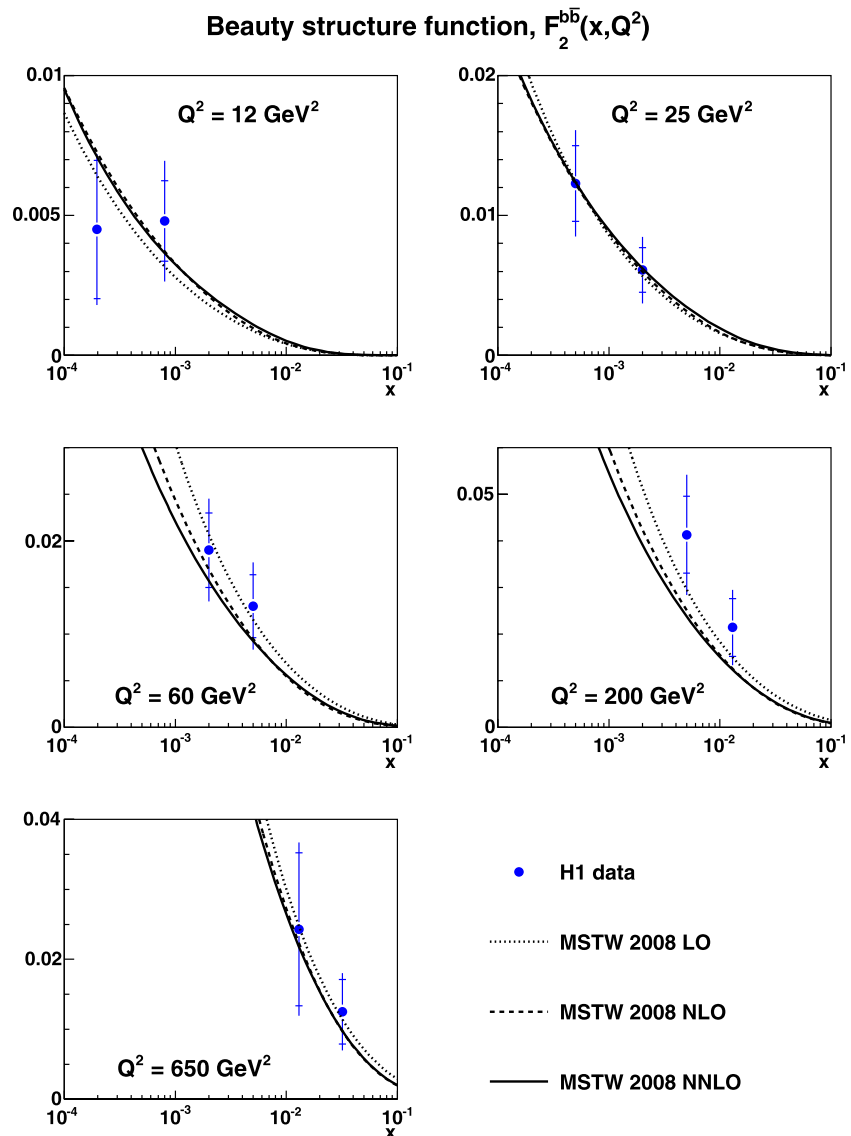 Beauty structure function, F₂^bb̅(x,Q²)
0.01
Q² = 12 GeV²
0.005
0
10⁻⁴ 10⁻³ 10⁻² 10⁻¹
x
0.02
Q² = 25 GeV²
0.01
0
10⁻⁴ 10⁻³ 10⁻² 10⁻¹
x
0.02
Q² = 60 GeV²
0
10⁻⁴ 10⁻³ 10⁻² 10⁻¹
x
0.05
Q² = 200 GeV²
0
10⁻⁴ 10⁻³ 10⁻² 10⁻¹
x
0.04
0.02
Q² = 650 GeV²
0
10⁻⁴ 10⁻³ 10⁻² 10⁻¹
x
H1 data
MSTW 2008 LO
MSTW 2008 NLO
MSTW 2008 NNLO